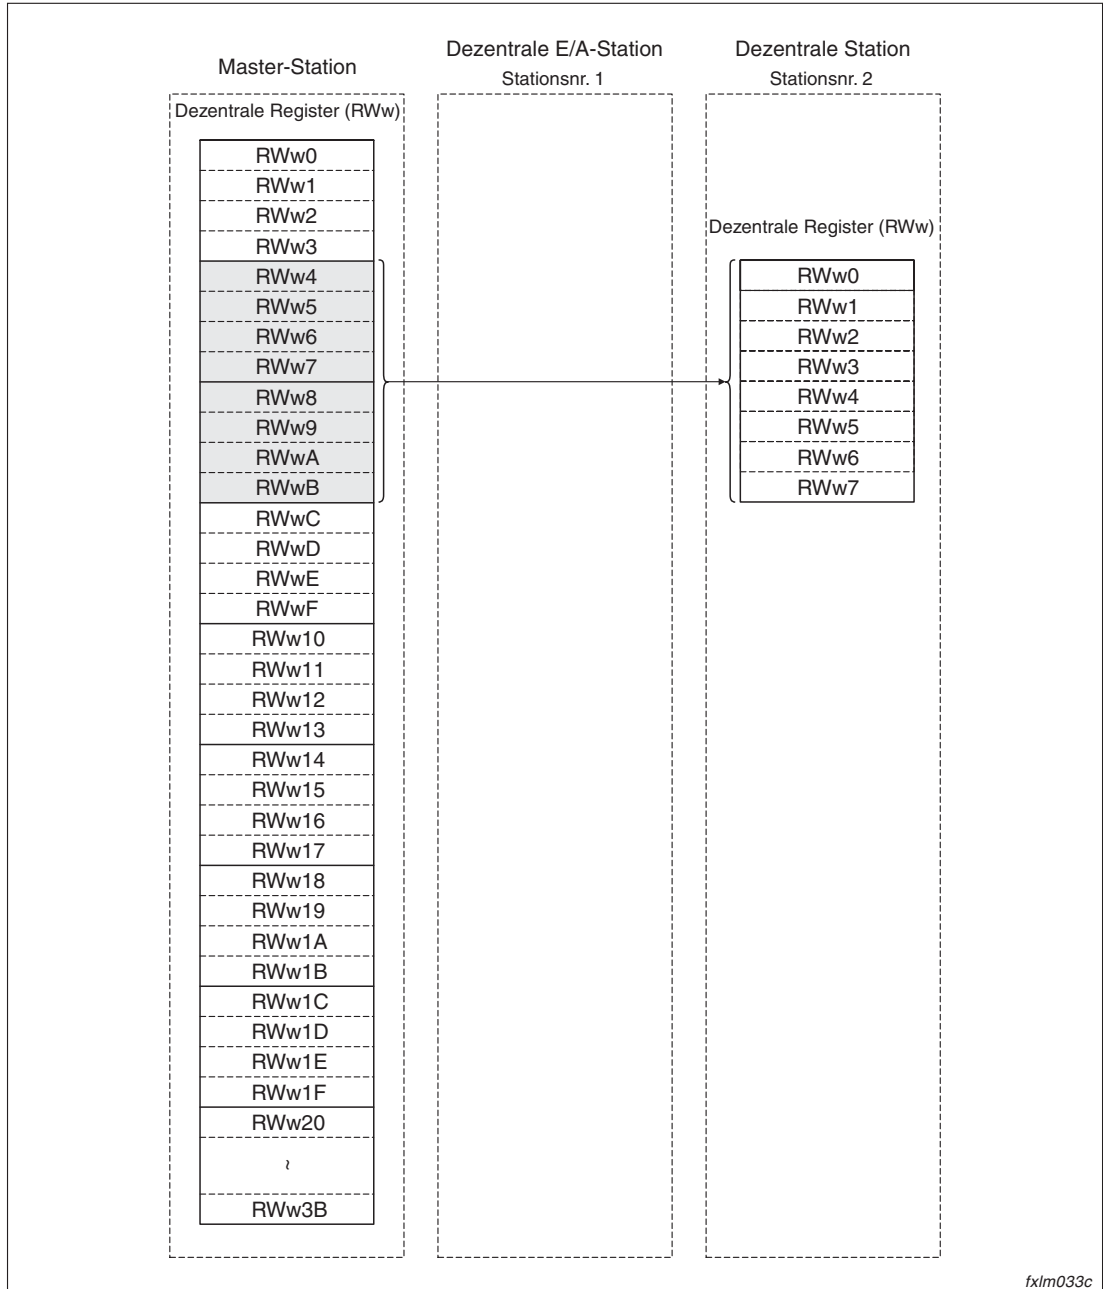 Master-Station
Dezentrale E/A-Station
Stationsnr. 1
Dezentrale Station
Stationsnr. 2
Dezentrale Register (RWw)
RWw0
RWw1
RWw2
RWw3
RWw4
RWw5
RWw6
RWw7
RWw8
RWw9
RWwA
RWwB
RWwC
RWwD
RWwE
RWwF
RWw10
RWw11
RWw12
RWw13
RWw14
RWw15
RWw16
RWw17
RWw18
RWw19
RWw1A
RWw1B
RWw1C
RWw1D
RWw1E
RWw1F
RWw20
~
RWw3B
Dezentrale Register (RWw)
RWw0
RWw1
RWw2
RWw3
RWw4
RWw5
RWw6
RWw7
fxlm033c